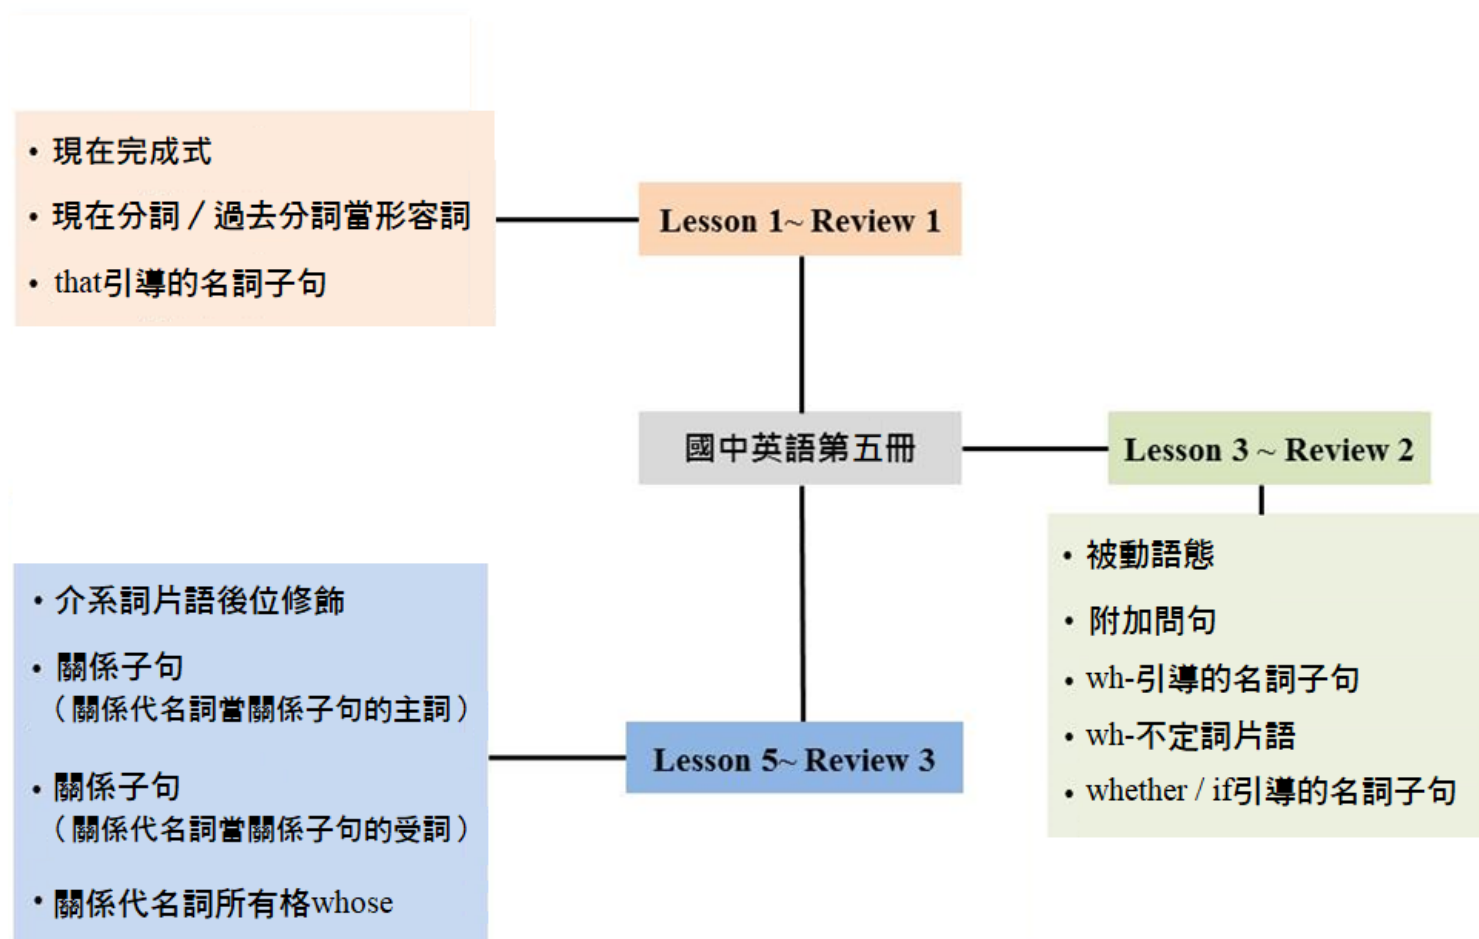 ・現在完成式
・現在分詞／過去分詞當形容詞
・that引導的名詞子句
Lesson 1~ Review 1
國中英語第五冊
Lesson 3 ~ Review 2
・被動語態
・附加問句
・wh-引導的名詞子句
・wh-不定詞片語
・whether / if引導的名詞子句
Lesson 5~ Review 3
・介系詞片語後位修飾
・關係子句
（關係代名詞當關係子句的主詞）
・關係子句
（關係代名詞當關係子句的受詞）
・關係代名詞所有格whose